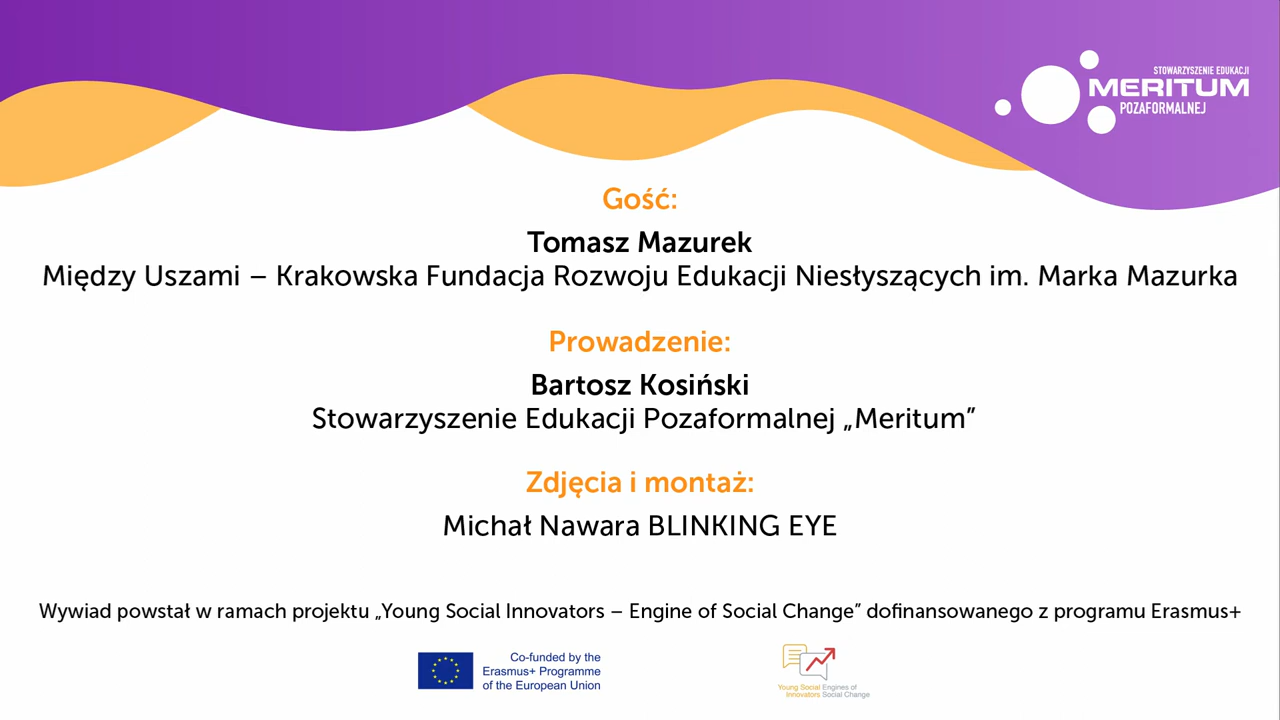 STOWARZYSZENIE EDUKACJI
MERITUM
POZAFORMALNEJ
Gość:
Tomasz Mazurek
Między Uszami – Krakowska Fundacja Rozwoju Edukacji Niesłyszących im. Marka Mazurka
Prowadzenie:
Bartosz Kosiński
Stowarzyszenie Edukacji Pozaformalnej „Meritum”
Zdjęcia i montaż:
Michał Nawara BLINKING EYE
Wywiad powstał w ramach projektu „Young Social Innovators – Engine of Social Change” dofinansowanego z programu Erasmus+
Co-funded by the
Erasmus+ Programme
of the European Union
Young Social Engines of
Innovators Social Change